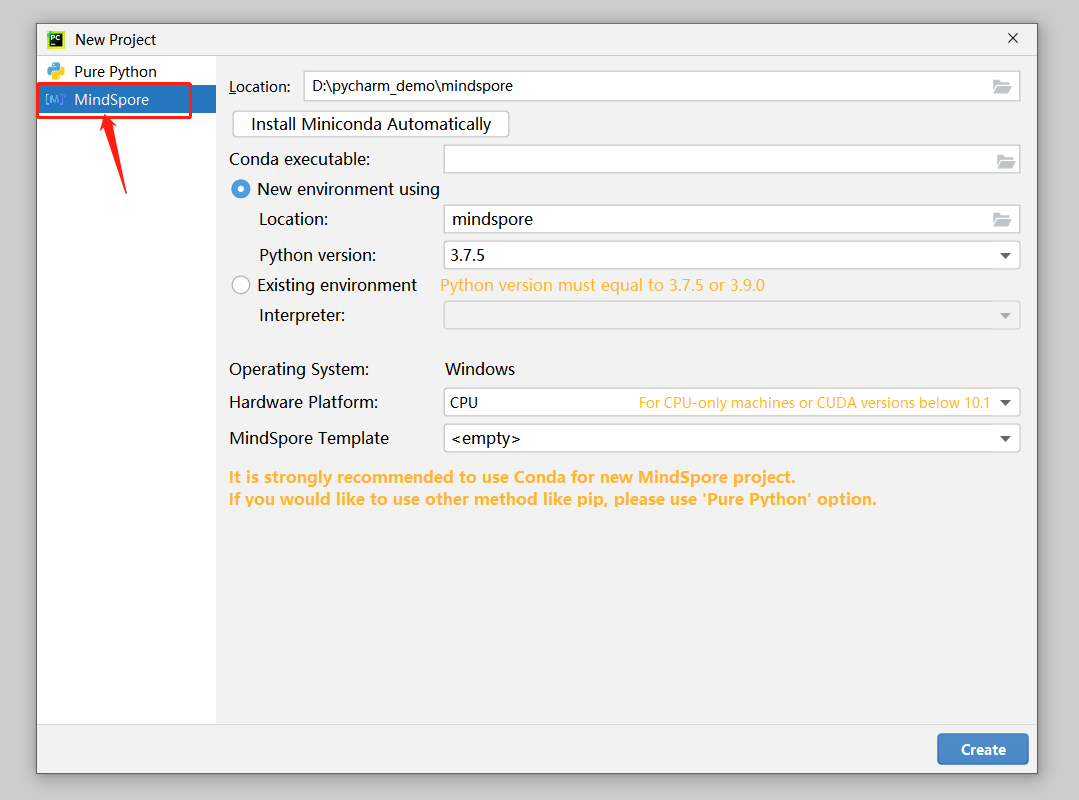 PC New Project
Pure Python
[M] MindSpore
Location: D:\pycharm_demo\mindspore
Install Miniconda Automatically
Conda executable:
New environment using
Location: mindspore
Python version: 3.7.5
Existing environment Python version must equal to 3.7.5 or 3.9.0
Interpreter:
Operating System: Windows
Hardware Platform: CPU For CPU-only machines or CUDA versions below 10.1
MindSpore Template <empty>
It is strongly recommended to use Conda for new MindSpore project.
If you would like to use other method like pip, please use 'Pure Python' option.
Create